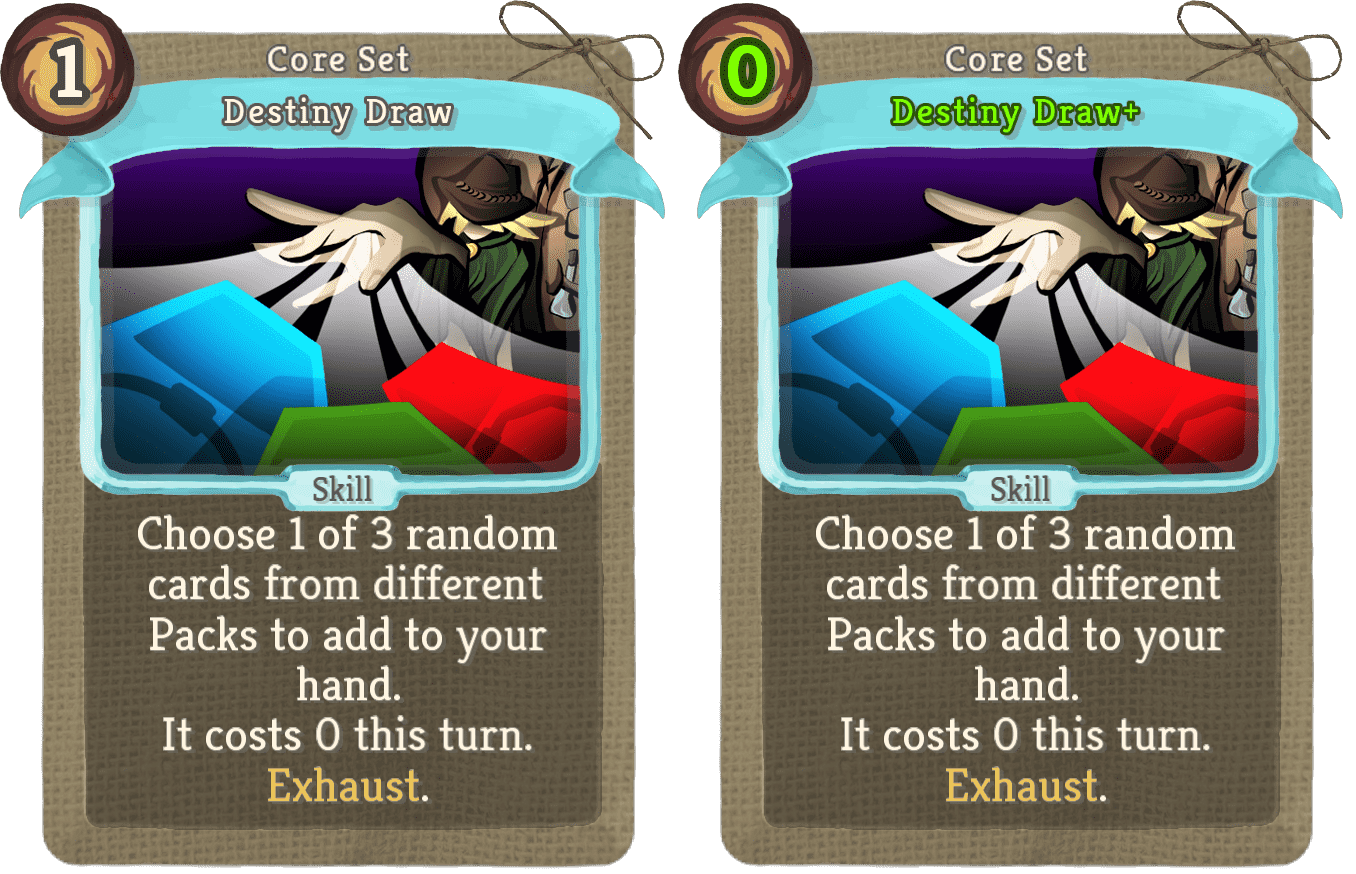 1
Core Set
Destiny Draw
Skill
Choose 1 of 3 random
cards from different
Packs to add to your
hand.
It costs 0 this turn.
Exhaust.
0
Core Set
Destiny Draw+
Skill
Choose 1 of 3 random
cards from different
Packs to add to your
hand.
It costs 0 this turn.
Exhaust.